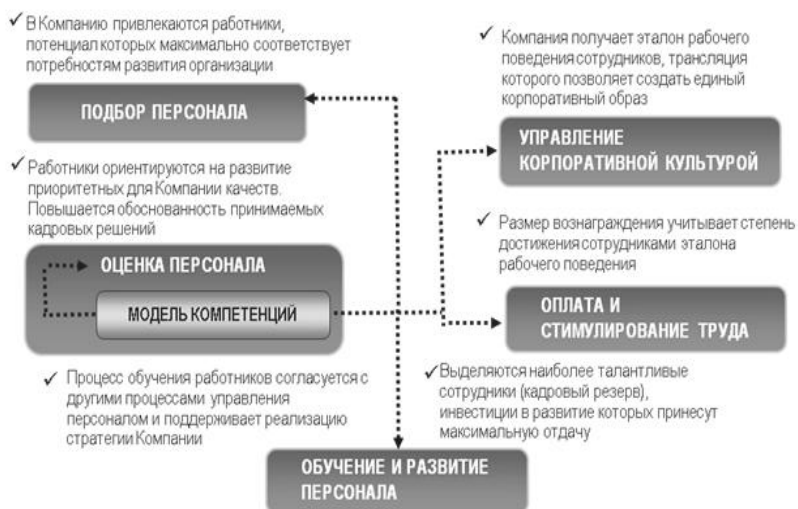 ✓ В Компанию привлекаются работники,
потенциал которых максимально соответствует
потребностям развития организации
ПОДБОР ПЕРСОНАЛА
✓ Работники ориентируются на развитие
приоритетных для Компании качеств.
Повышается обоснованность принимаемых
кадровых решений
ОЦЕНКА ПЕРСОНАЛА
МОДЕЛЬ КОМПЕТЕНЦИЙ
✓ Процесс обучения работников согласуется с
другими процессами управления
персоналом и поддерживает реализацию
стратегии Компании
✓ Компания получает эталон рабочего
поведения сотрудников, трансляция
которого позволяет создать единый
корпоративный образ
УПРАВЛЕНИЕ
КОРПОРАТИВНОЙ КУЛЬТУРОЙ
✓ Размер вознаграждения учитывает степень
достижения сотрудниками эталона
рабочего поведения
ОПЛАТА И
СТИМУЛИРОВАНИЕ ТРУДА
✓ Выделяются наиболее талантливые
сотрудники (кадровый резерв),
инвестиции в развитие которых принесут
максимальную отдачу
ОБУЧЕНИЕ И РАЗВИТИЕ
ПЕРСОНАЛА